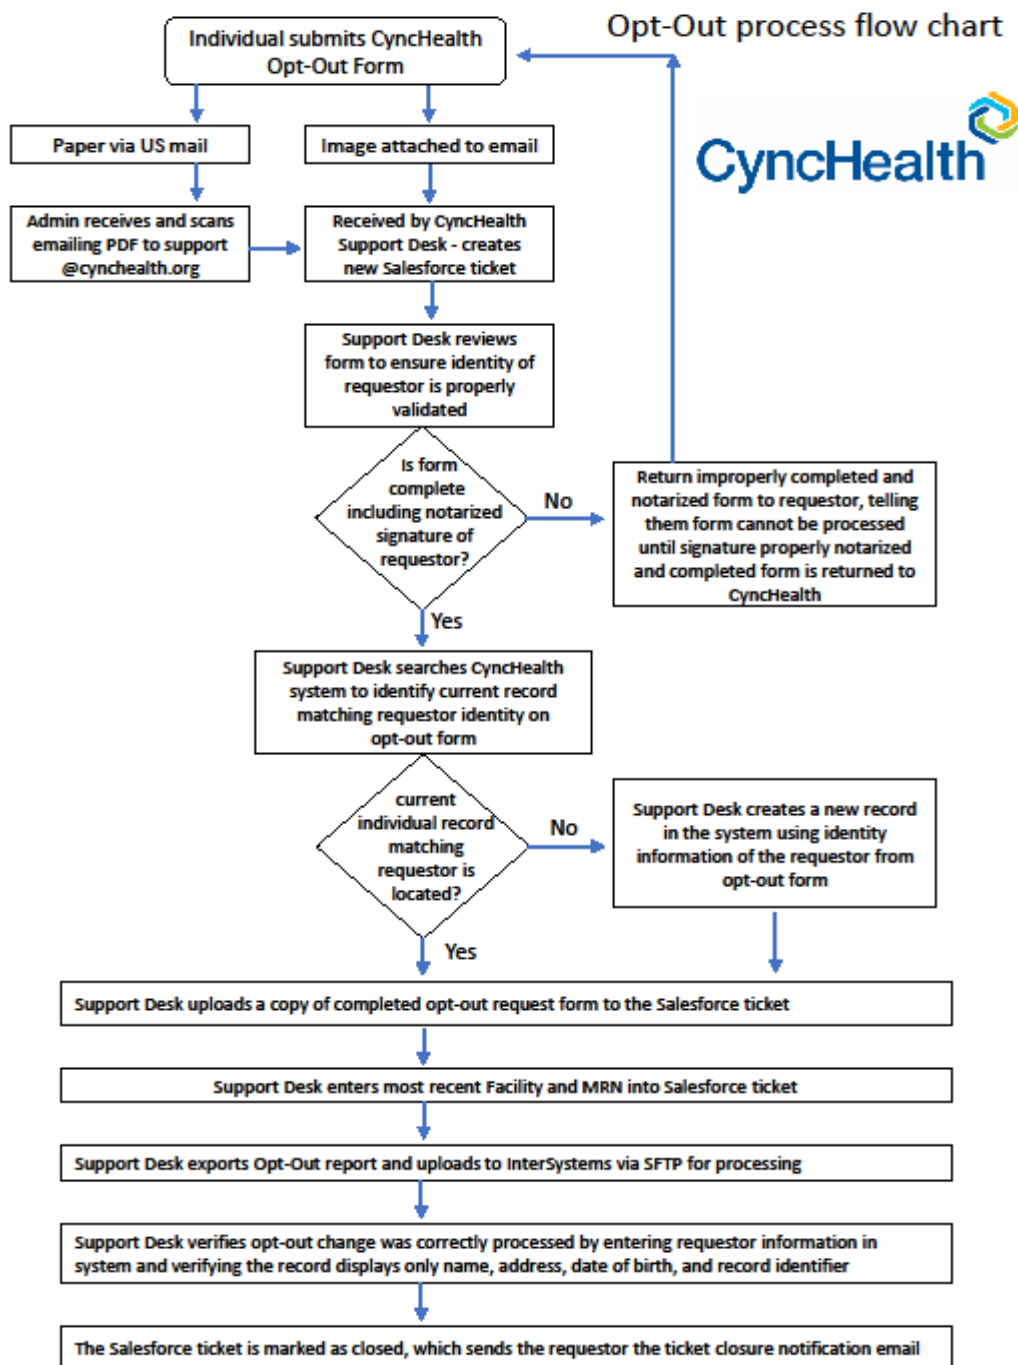 Opt-Out process flow chart
CyncHealth
Individual submits CyncHealth
Opt-Out Form
Paper via US mail
Image attached to email
Admin receives and scans
emailing PDF to support
@cynchealth.org
Received by CyncHealth
Support Desk - creates
new Salesforce ticket
Support Desk reviews
form to ensure identity of
requestor is properly
validated
Is form
complete
including notarized
signature of
requestor?
No
Return improperly completed and
notarized form to requestor, telling
them form cannot be processed
until signature properly notarized
and completed form is returned to
CyncHealth
Yes
Support Desk searches CyncHealth
system to identify current record
matching requestor identity on
opt-out form
current
individual record
matching
requestor is
located?
No
Support Desk creates a new record
in the system using identity
information of the requestor from
opt-out form
Yes
Support Desk uploads a copy of completed opt-out request form to the Salesforce ticket
Support Desk enters most recent Facility and MRN into Salesforce ticket
Support Desk exports Opt-Out report and uploads to InterSystems via SFTP for processing
Support Desk verifies opt-out change was correctly processed by entering requestor information in
system and verifying the record displays only name, address, date of birth, and record identifier
The Salesforce ticket is marked as closed, which sends the requestor the ticket closure notification email